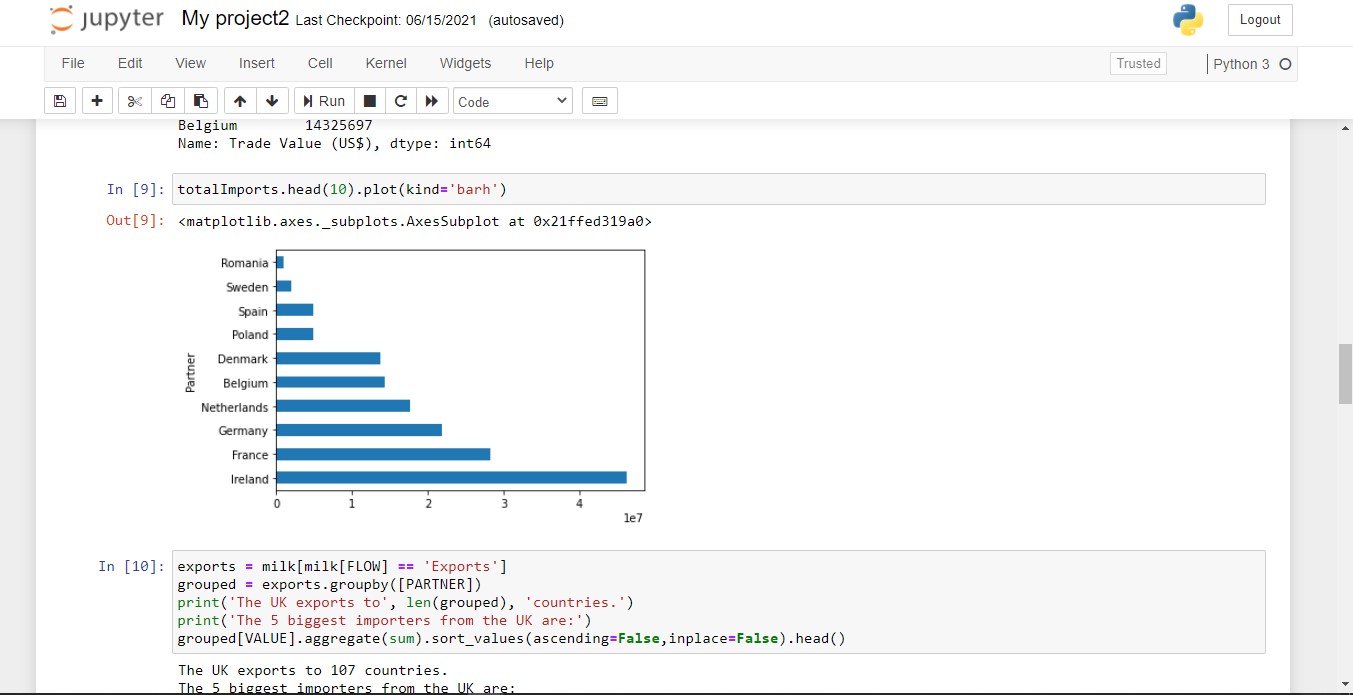 jupyter My project2 Last Checkpoint: 06/15/2021 (autosaved) Logout
File Edit View Insert Cell Kernel Widgets Help Trusted Python 3
Run Code
Belgium 14325697
Name: Trade Value (US$), dtype: int64
In [9]: totalImports.head(10).plot(kind='barh')
Out[9]: <matplotlib.axes._subplots.AxesSubplot at 0x21ffed319a0>
Romania
Sweden
Spain
Poland
Denmark
Partner
Belgium
Netherlands
Germany
France
Ireland
0 1 2 3 4
1e7
In [10]: exports = milk[milk[FLOW] == 'Exports']
grouped = exports.groupby([PARTNER])
print('The UK exports to', len(grouped), 'countries.')
print('The 5 biggest importers from the UK are:')
grouped[VALUE].aggregate(sum).sort_values(ascending=False,inplace=False).head()
The UK exports to 107 countries.
The 5 biggest importers from the UK are: